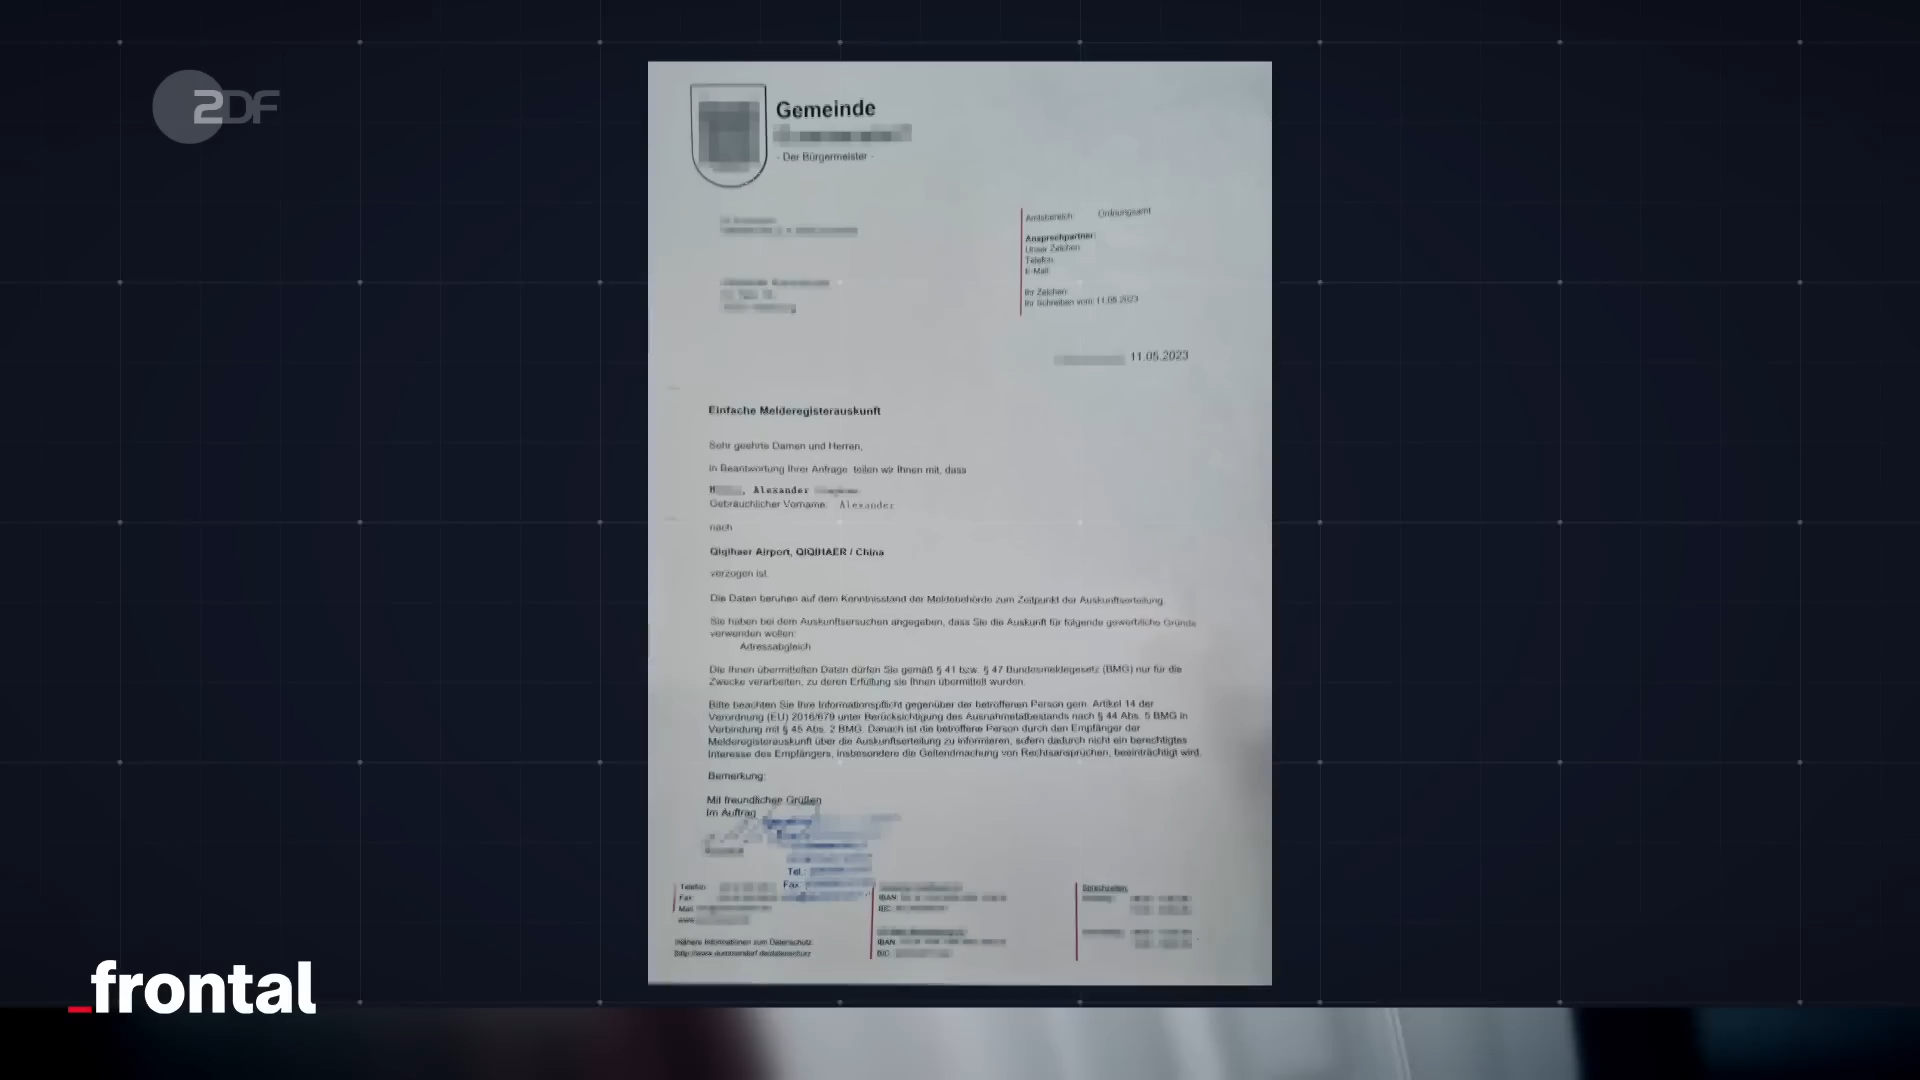 ZDF
Gemeinde
- Der Bürgermeister -
Amtsbereich: Ordnungsamt
Ansprechpartner:
Unser Zeichen
Telefon
E-Mail
Ihr Zeichen:
Ihr Schreiben vom: 11.05.2023
11.05.2023
Einfache Melderegisterauskunft
Sehr geehrte Damen und Herren,
in Beantwortung Ihrer Anfrage teilen wir Ihnen mit, dass
H , Alexander
Gebräuchlicher Vorname: Alexander
nach
Qiqihaer Airport, QIQIHAER / China
verzogen ist.
Die Daten beruhen auf dem Kenntnisstand der Meldebehörde zum Zeitpunkt der Auskunftserteilung.
Sie haben bei dem Auskunftsersuchen angegeben, dass Sie die Auskunft für folgende gewerbliche Gründe
verwenden wollen:
Adressabgleich
Die Ihnen übermittelten Daten dürfen Sie gemäß § 41 bzw. § 47 Bundesmeldegesetz (BMG) nur für die
Zwecke verarbeiten, zu deren Erfüllung sie Ihnen übermittelt wurden.
Bitte beachten Sie Ihre Informationspflicht gegenüber der betroffenen Person gem. Artikel 14 der
Verordnung (EU) 2016/679 unter Berücksichtigung des Ausnahmetatbestands nach § 44 Abs. 5 BMG in
Verbindung mit § 45 Abs. 2 BMG. Danach ist die betroffene Person durch den Empfänger der
Melderegisterauskunft über die Auskunftserteilung zu informieren, sofern dadurch nicht ein berechtigtes
Interesse des Empfängers, insbesondere die Geltendmachung von Rechtsansprüchen, beeinträchtigt wird.
Bemerkung:
Mit freundlichen Grüßen
Im Auftrag
Tel.:
Fax:
Telefon
Fax:
Mail
www.
IBAN:
BIC:
IBAN:
BIC:
Sprechzeiten:
Nähere Informationen zum Datenschutz
_frontal